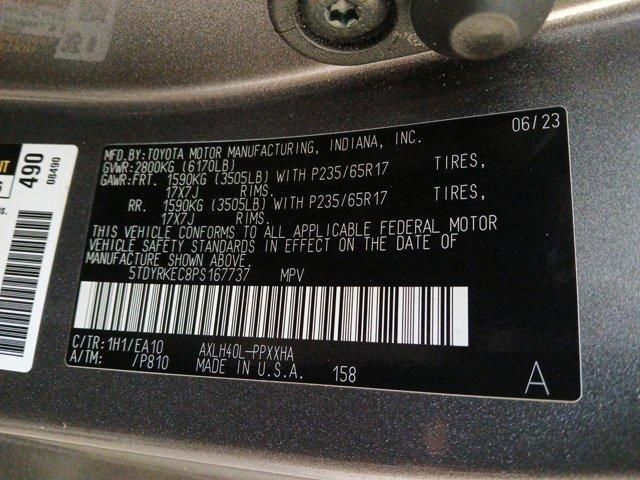 06/23
MFD.BY:TOYOTA MOTOR MANUFACTURING, INDIANA, INC.
GVWR:2800KG (6170LB)
GAWR:FRT. 1590KG (3505LB) WITH P235/65R17 TIRES,
17X7J RIMS.
RR. 1590KG (3505LB) WITH P235/65R17 TIRES,
17X7J RIMS.
THIS VEHICLE CONFORMS TO ALL APPLICABLE FEDERAL MOTOR
VEHICLE SAFETY STANDARDS IN EFFECT ON THE DATE OF
MANUFACTURE SHOWN ABOVE.
5TDYRKEC8PS167737 MPV
C/TR:1H1/EA10 AXLH40L-PPXXHA
A/TM: /P810 MADE IN U.S.A. 158
A
490
08490